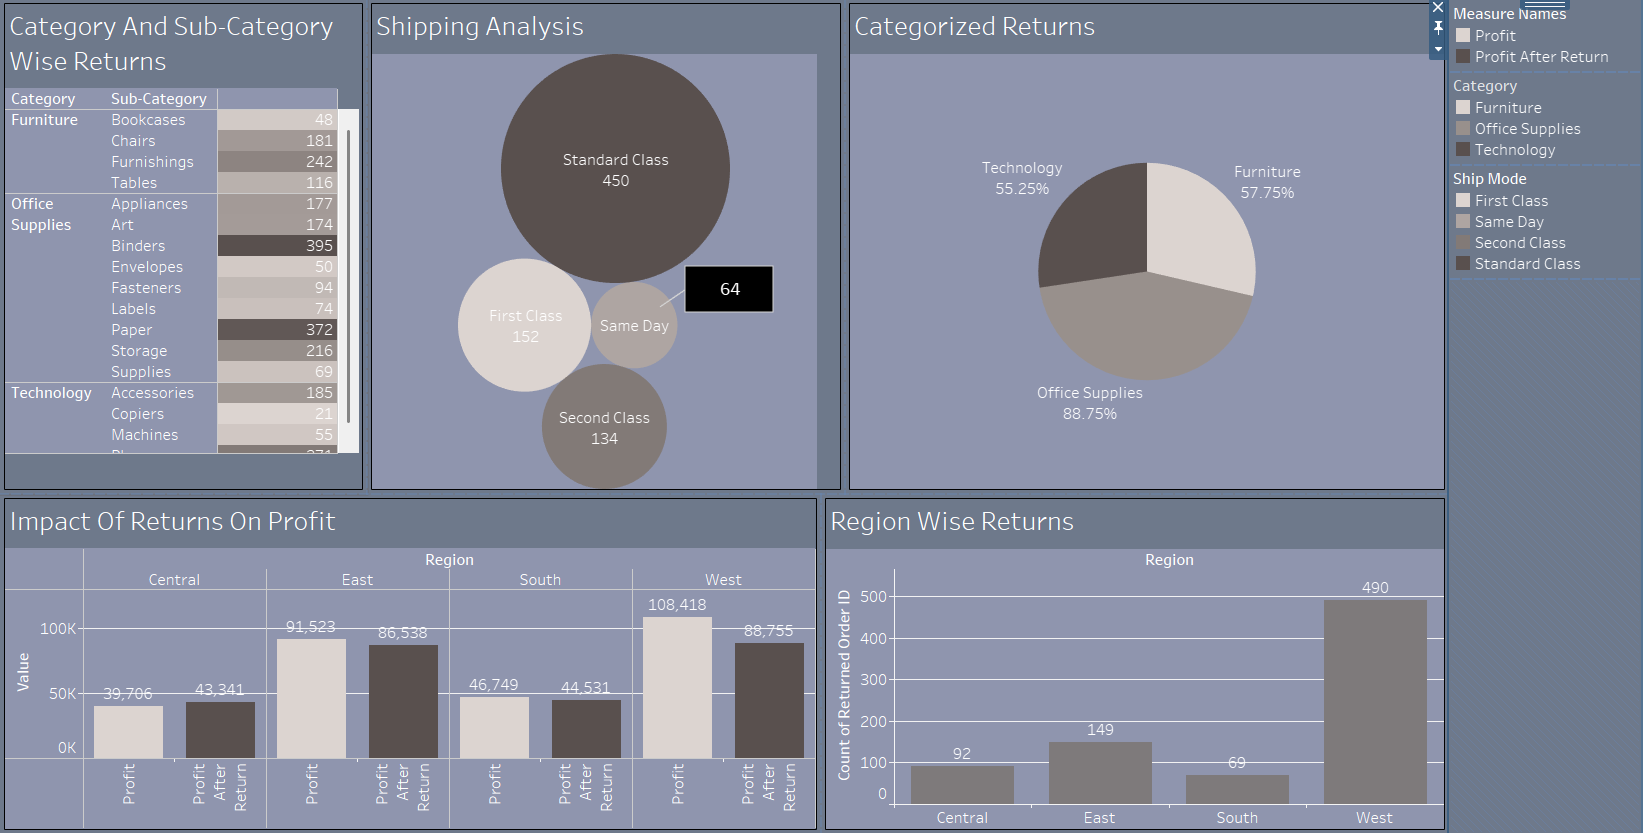 Category And Sub-Category
Wise Returns
Category Sub-Category
Furniture Bookcases 48
Chairs 181
Furnishings 242
Tables 116
Office Appliances 177
Supplies Art 174
Binders 395
Envelopes 50
Fasteners 94
Labels 74
Paper 372
Storage 216
Supplies 69
Technology Accessories 185
Copiers 21
Machines 55
Shipping Analysis
Standard Class
450
64
First Class
152
Same Day
Second Class
134
Categorized Returns
Technology
55.25%
Furniture
57.75%
Office Supplies
88.75%
Measure Names
Profit
Profit After Return
Category
Furniture
Office Supplies
Technology
Ship Mode
First Class
Same Day
Second Class
Standard Class
Impact Of Returns On Profit
Region
Central East South West
Value
100K
50K
0K
39,706 43,341 91,523 86,538 46,749 44,531 108,418 88,755
Profit
Profit
After
Return
Profit
Profit
After
Return
Profit
Profit
After
Return
Profit
Profit
After
Return
Region Wise Returns
Region
Count of Returned Order ID
500
400
300
200
100
0
92 149 69 490
Central East South West